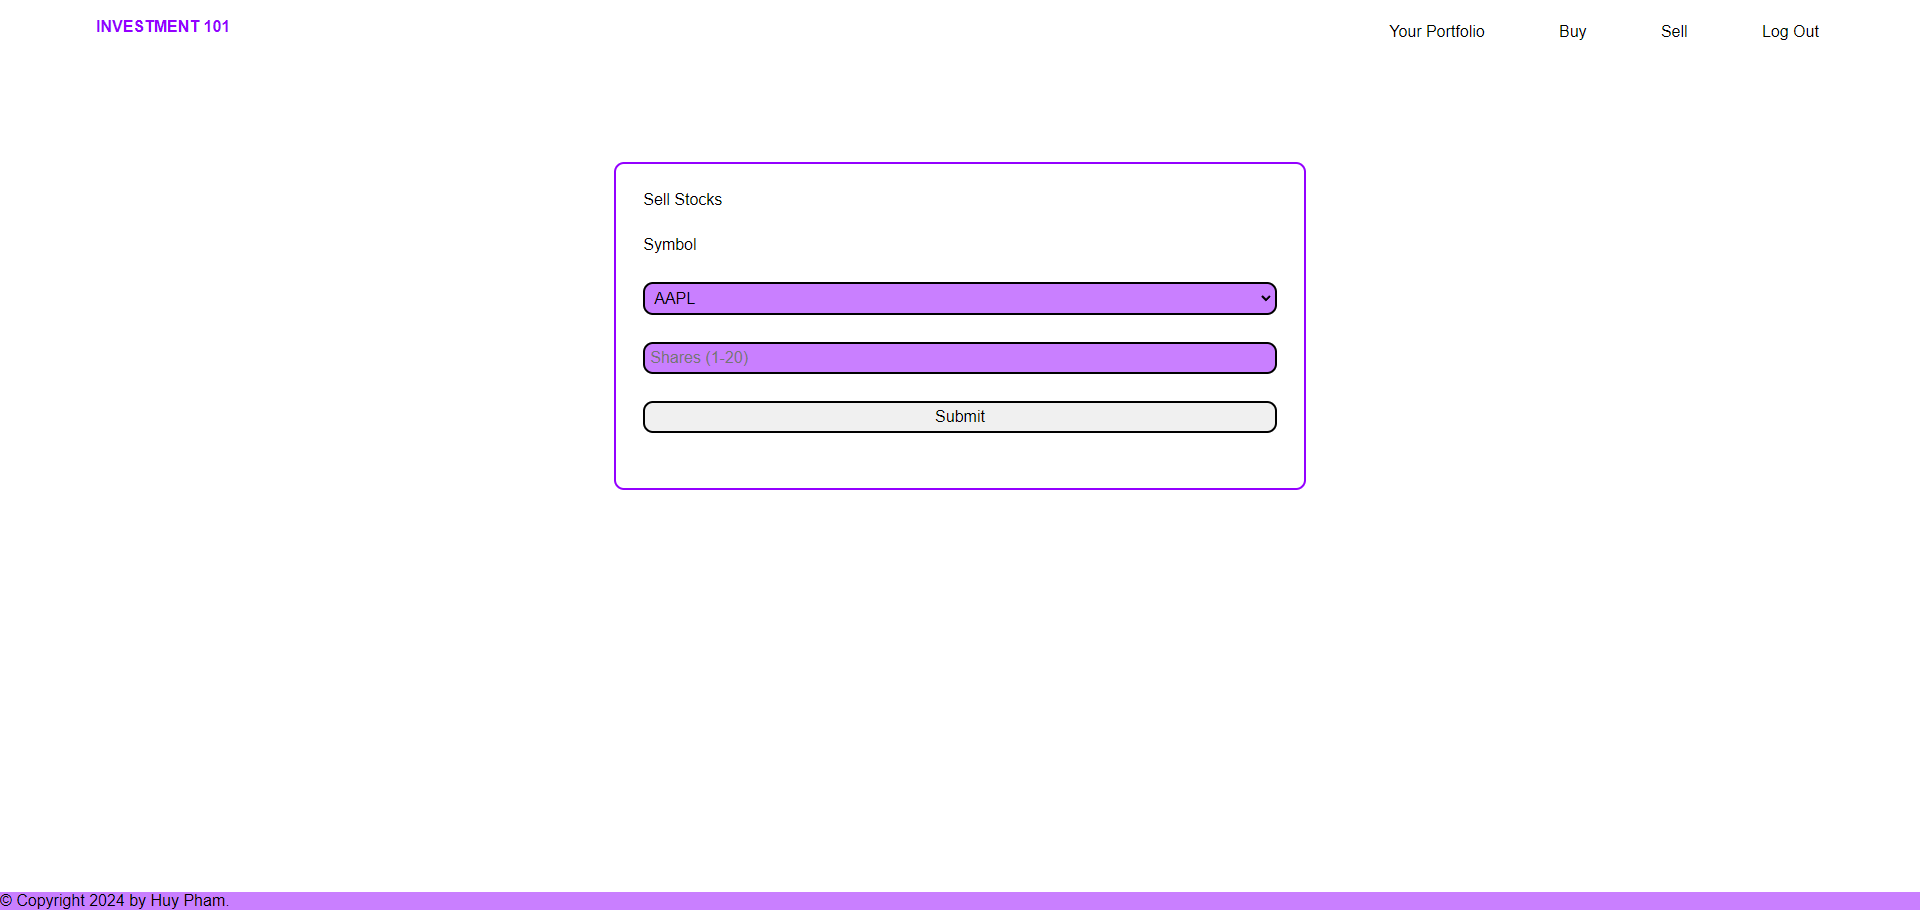 INVESTMENT 101
Your Portfolio Buy Sell Log Out
Sell Stocks
Symbol
AAPL
Shares (1-20)
Submit
© Copyright 2024 by Huy Pham.